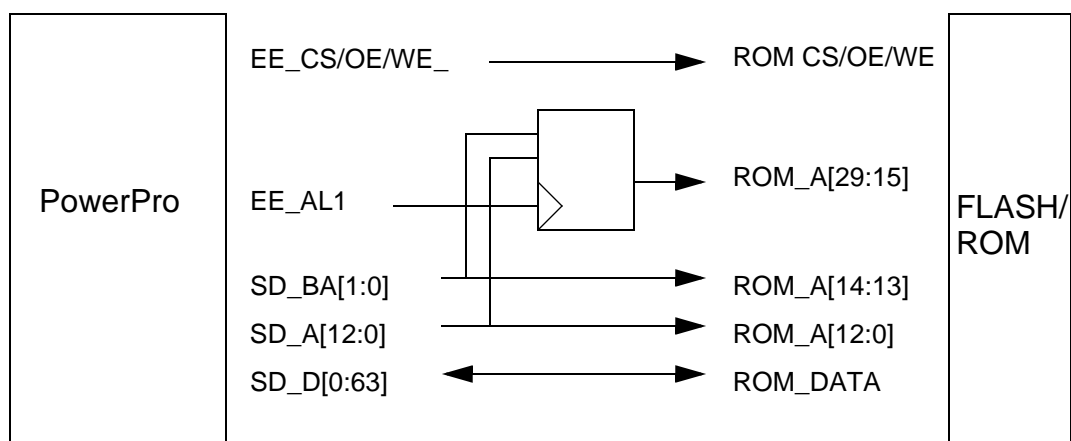 EE_CS/OE/WE_ ROM CS/OE/WE
PowerPro
EE_AL1
ROM_A[29:15]
FLASH/
ROM
SD_BA[1:0] ROM_A[14:13]
SD_A[12:0] ROM_A[12:0]
SD_D[0:63] ROM_DATA